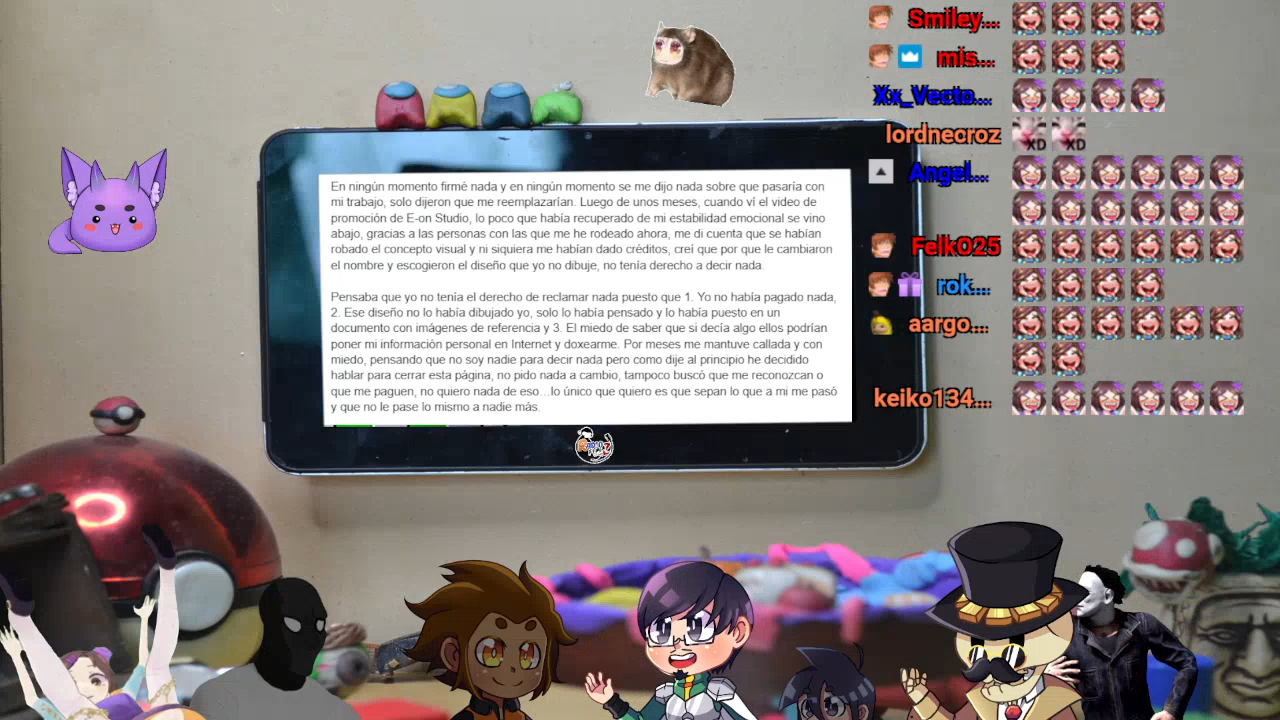 Smiley...
mis...
Xx_Vecto...
lordnecroz
XD XD
Angel...
FelkO25
rok...
aargo...
keiko134...
En ningún momento firmé nada y en ningún momento se me dijo nada sobre que pasaría con
mi trabajo, solo dijeron que me reemplazarían. Luego de unos meses, cuando ví el video de
promoción de E-on Studio, lo poco que había recuperado de mi estabilidad emocional se vino
abajo, gracias a las personas con las que me he rodeado ahora, me di cuenta que se habían
robado el concepto visual y ni siquiera me habían dado créditos, creí que por que le cambiaron
el nombre y escogieron el diseño que yo no dibuje, no tenía derecho a decir nada.
Pensaba que yo no tenía el derecho de reclamar nada puesto que 1. Yo no había pagado nada,
2. Ese diseño no lo había dibujado yo, solo lo había pensado y lo había puesto en un
documento con imágenes de referencia y 3. El miedo de saber que si decía algo ellos podrían
poner mi información personal en Internet y doxearme. Por meses me mantuve callada y con
miedo, pensando que no soy nadie para decir nada pero como dije al principio he decidido
hablar para cerrar esta página, no pido nada a cambio, tampoco buscó que me reconozcan o
que me paguen, no quiero nada de eso...lo único que quiero es que sepan lo que a mi me pasó
y que no le pase lo mismo a nadie más.